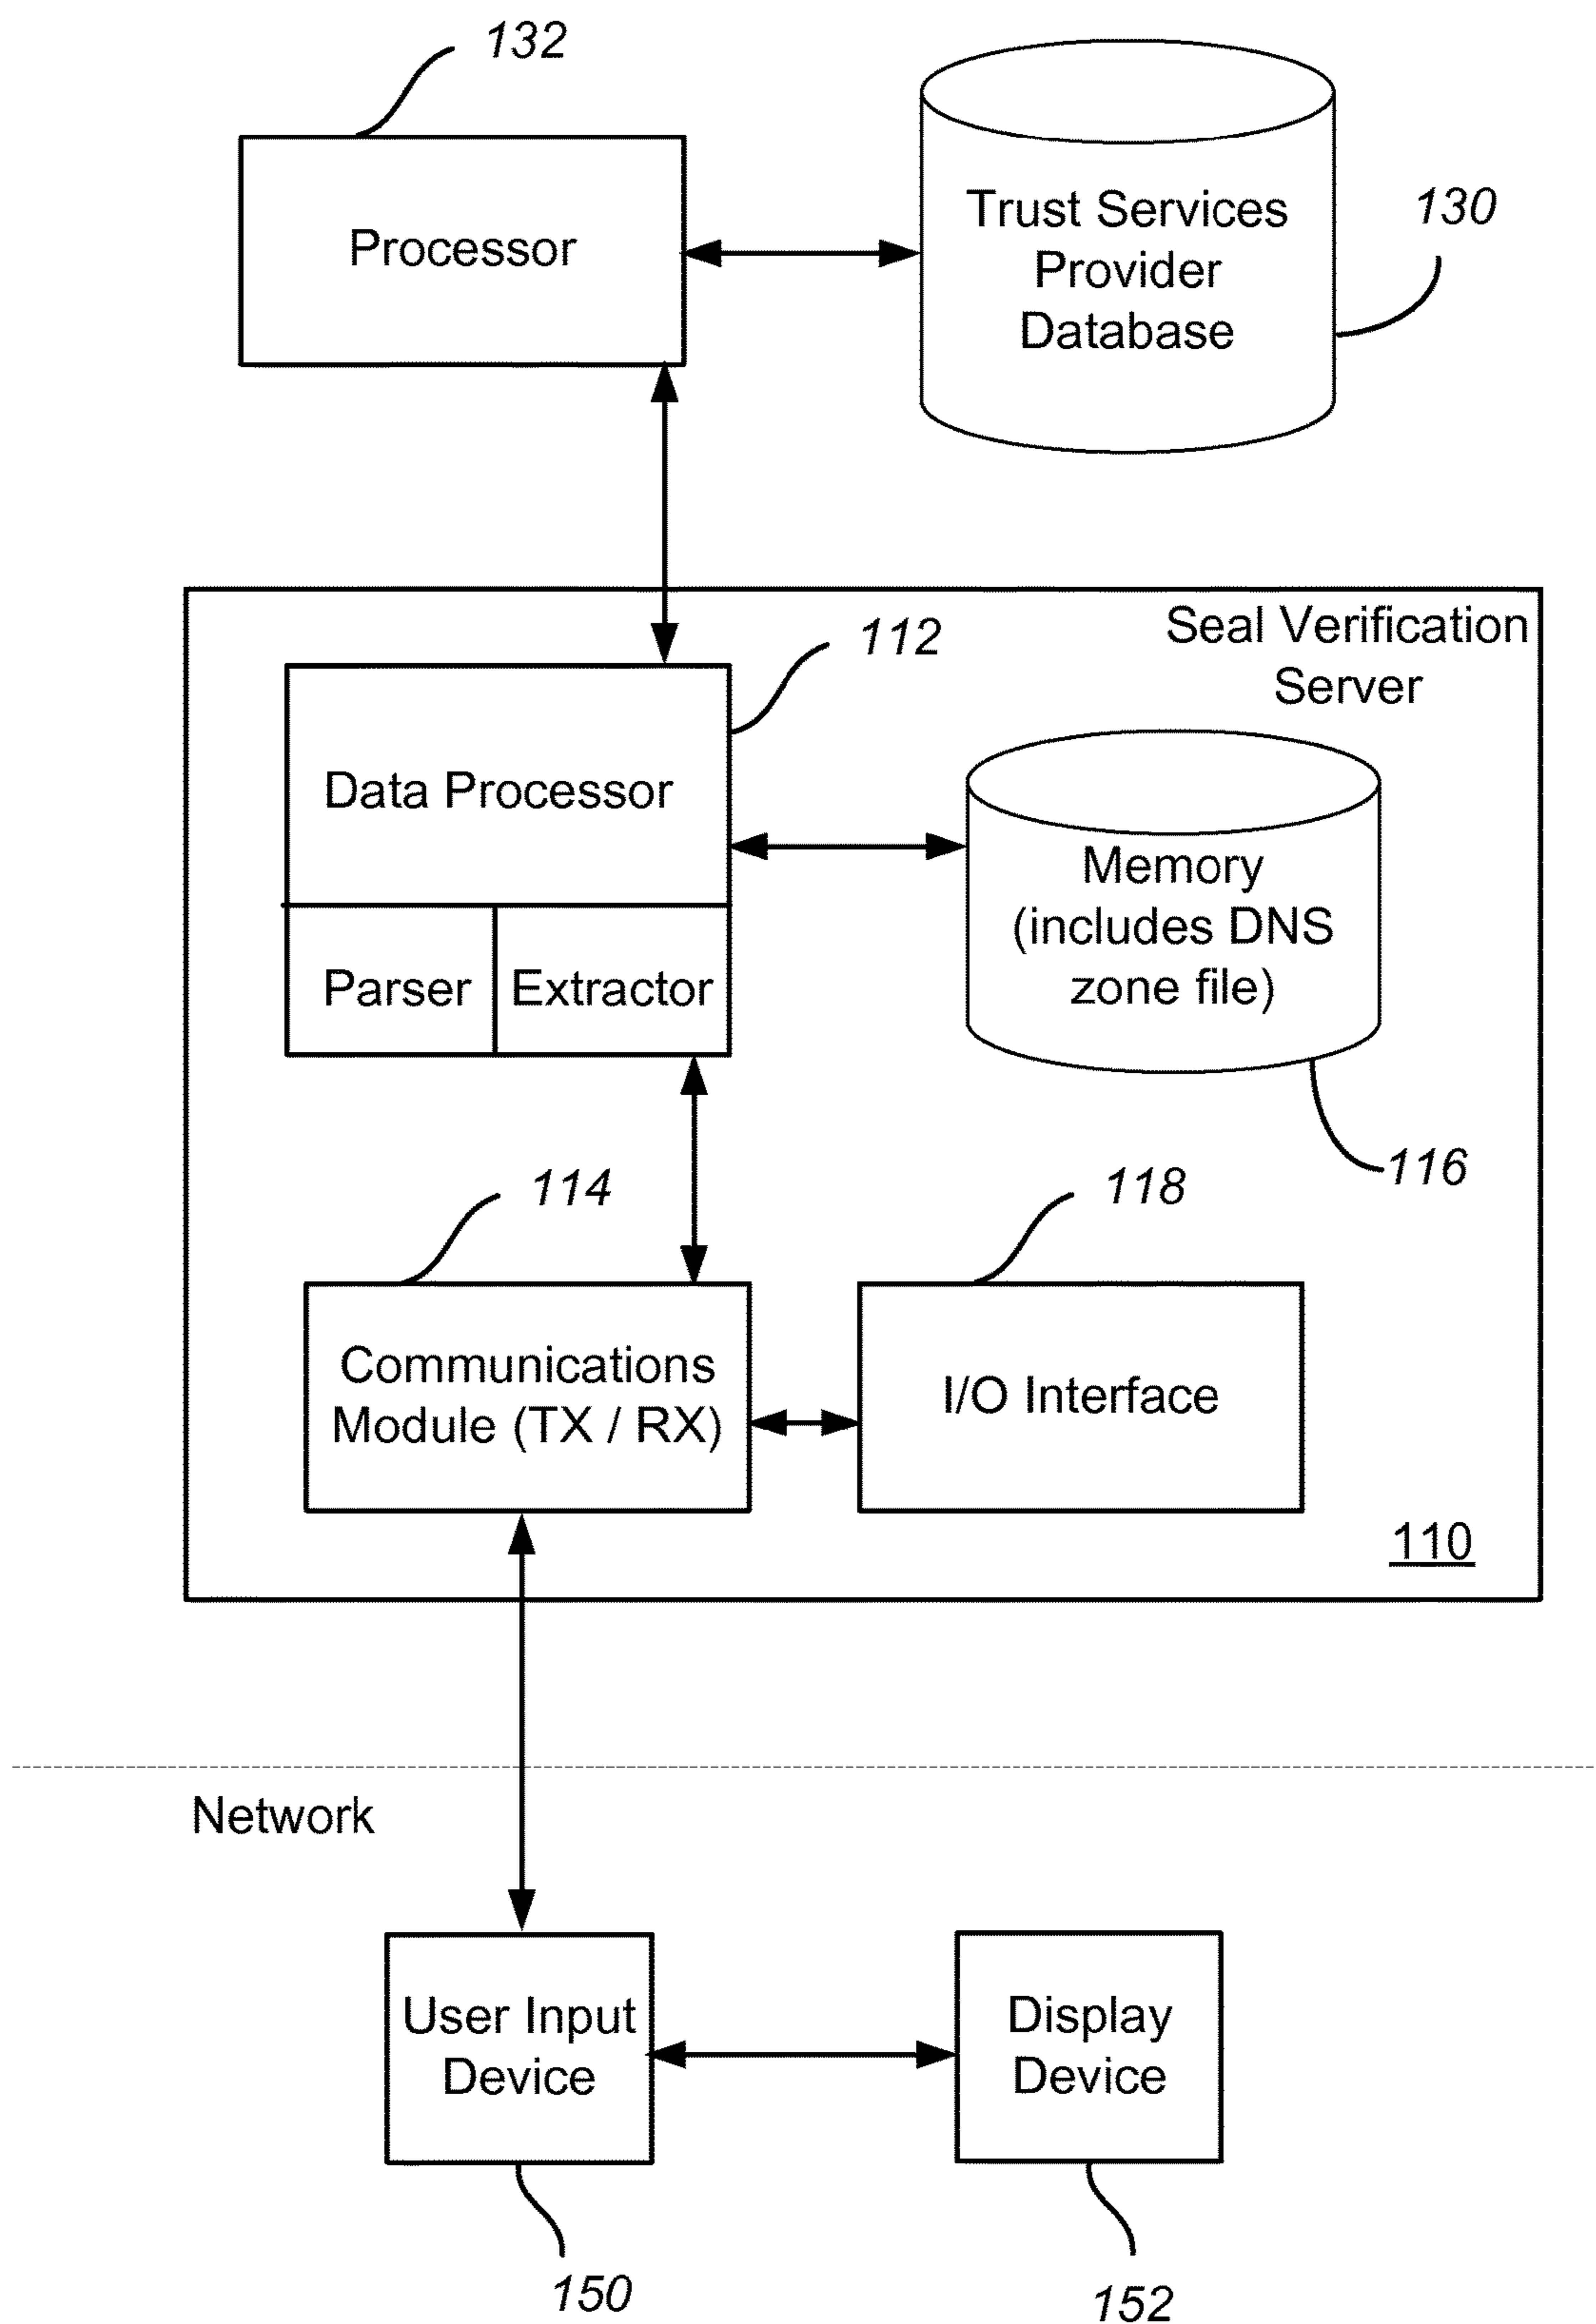 132
Processor
Trust Services
Provider
Database
130
Seal Verification
Server
112
Data Processor
Parser
Extractor
Memory
(includes DNS
zone file)
116
114
118
Communications
Module (TX / RX)
I/O Interface
110
Network
User Input
Device
Display
Device
150
152